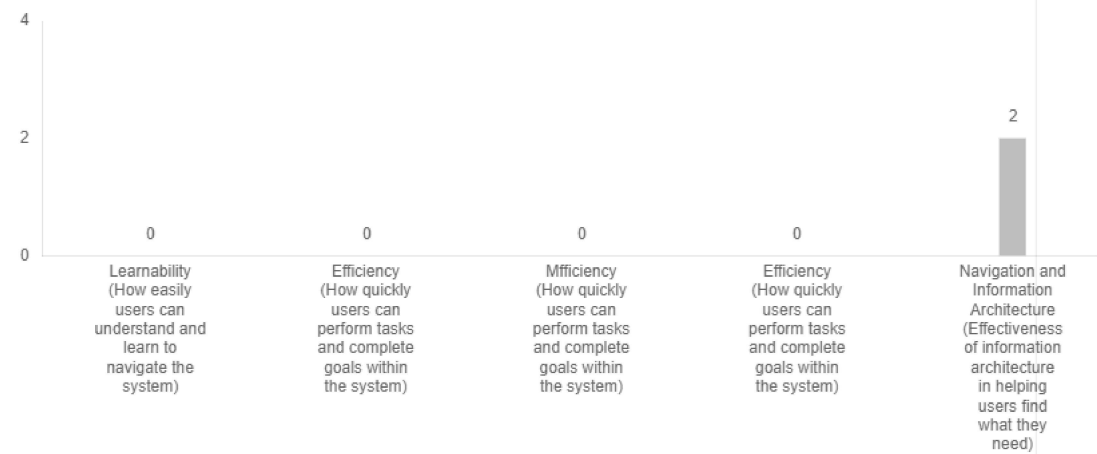 4
2
0
2
0
0
0
0
Learnability
(How easily
users can
understand and
learn to
navigate the
system)
Efficiency
(How quickly
users can
perform tasks
and complete
goals within
the system)
Mfficiency
(How quickly
users can
perform tasks
and complete
goals within
the system)
Efficiency
(How quickly
users can
perform tasks
and complete
goals within
the system)
Navigation and
Information
Architecture
(Effectiveness
of information
architecture
in helping
users find
what they
need)